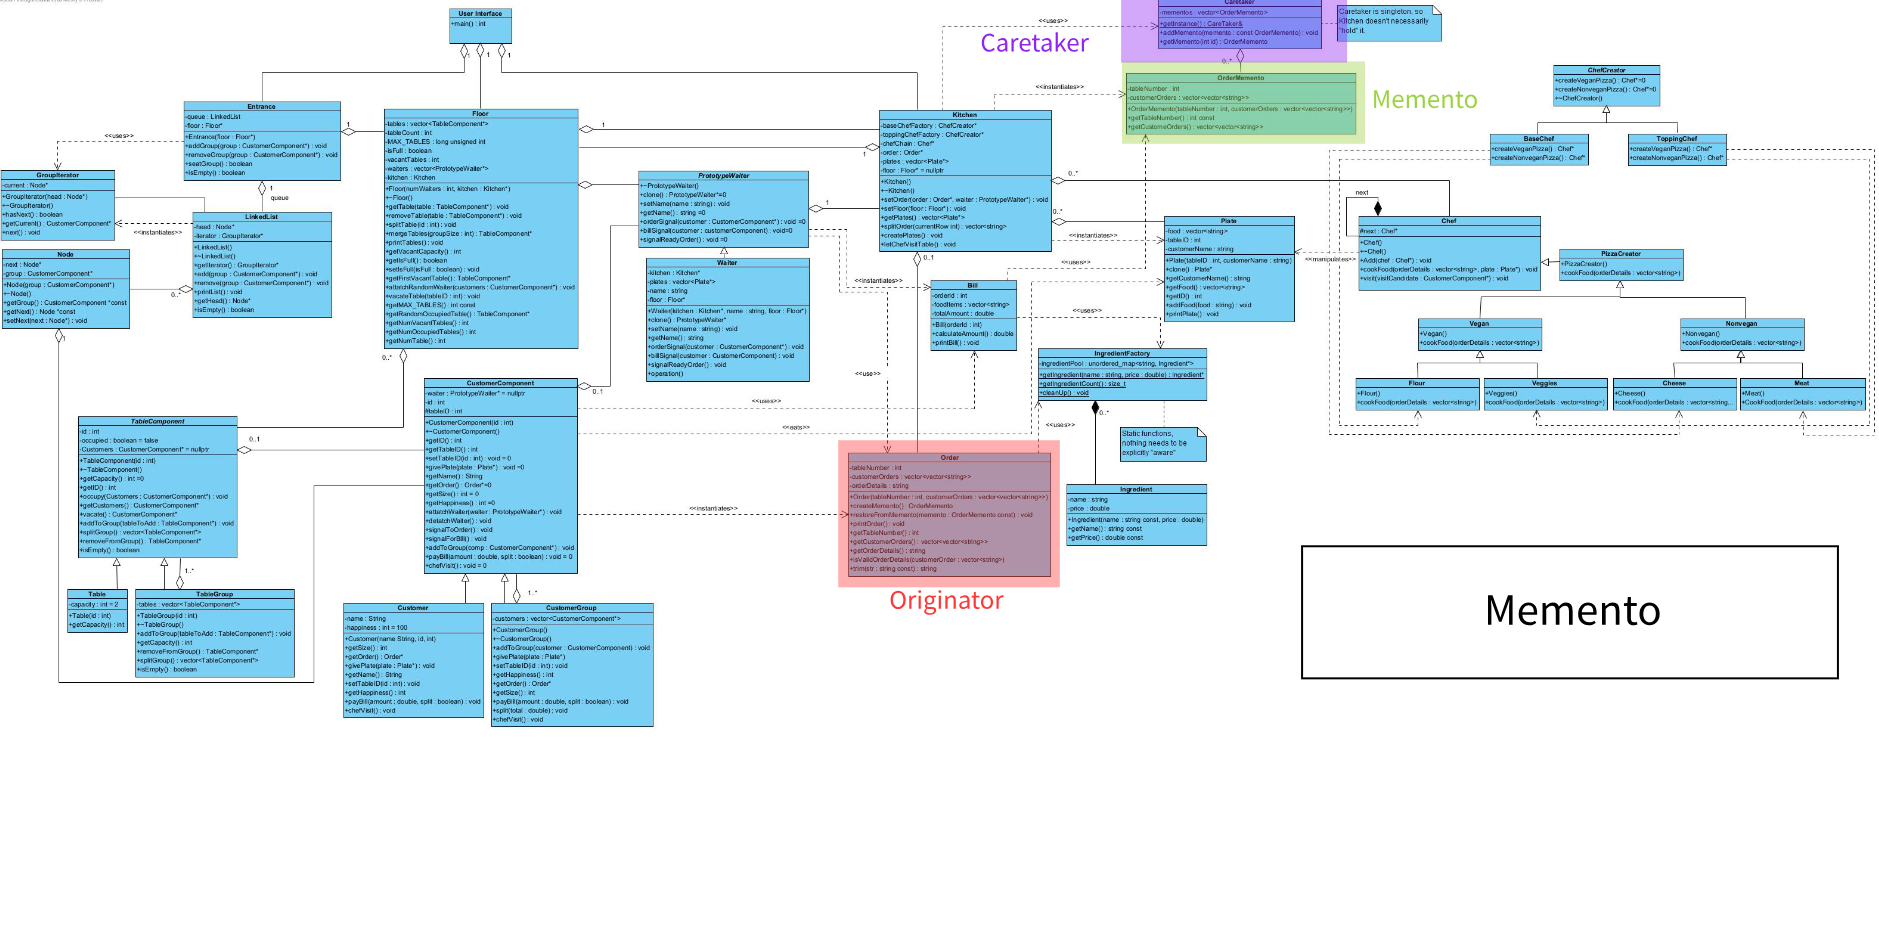 User Interface
+main() : int
Caretaker
-mementos : vector<OrderMemento>
+getInstance() : CareTaker&
+addMemento(memento : const OrderMemento) : void
+getMemento(int id) : OrderMemento
Caretaker is singleton, so
Kitchen doesn't necessarily
"hold" it.
<<uses>>
Caretaker
0..*
OrderMemento
-tableNumber : int
-customerOrders : vector<vector<string>>
+OrderMemento(tableNumber : int, customerOrders : vector<vector<string>>)
+getTableNumber() : int const
+getCustomeOrders() : vector<vector<string>>
Memento
<<instantiates>>
ChefCreator
+createVeganPizza() : Chef*=0
+createNonveganPizza() : Chef*=0
+~ChefCreator()
BaseChef
+createVeganPizza() : Chef*
+createNonveganPizza() : Chef*
ToppingChef
+createVeganPizza() : Chef*
+createNonveganPizza() : Chef*
1
1
1
Entrance
-queue : LinkedList
-floor : Floor*
+Entrance(floor : Floor*)
+addGroup(group : CustomerComponent*) : void
+removeGroup(group : CustomerComponent*) : void
+seatGroup() : boolean
+isEmpty() : boolean
<<uses>>
1
1
queue
GroupIterator
-current : Node*
+GroupIterator(head : Node*)
+~GroupIterator()
+hasNext() : boolean
+getCurrent() : CustomerComponent*
+next() : void
<<instantiates>>
LinkedList
-head : Node*
-iterator : GroupIterator*
+LinkedList()
+~LinkedList()
+getIterator() : GroupIterator*
+add(group : CustomerComponent*) : void
+remove(group : CustomerComponent*) : void
+printList() : void
+getHead() : Node*
+isEmpty() : boolean
Node
-next : Node*
-group : CustomerComponent*
+Node(group : CustomerComponent*)
+~Node()
+getGroup() : CustomerComponent *const
+getNext() : Node *const
+setNext(next : Node*) : void
0..*
1
Floor
-tables : vector<TableComponent*>
-tableCount : int
-MAX_TABLES : long unsigned int
-isFull : boolean
-vacantTables : int
-waiters : vector<PrototypeWaiter*>
-kitchen : Kitchen
+Floor(numWaiters : int, kitchen : Kitchen*)
+~Floor()
+getTable(table : TableComponent*) : void
+removeTable(table : TableComponent*) : void
+splitTable(id : int) : void
+mergeTables(groupSize : int) : TableComponent*
+printTables() : void
+getVacantCapacity() : int
+getIsFull() : boolean
+setIsFull(isFull : boolean) : void
+getFirstVacantTable() : TableComponent*
+attatchRandomWaiter(customers : CustomerComponent*) : void
+vacateTable(tableID : int) : void
+getMAX_TABLES() : int const
+getRandomOccupiedTable() : TableComponent*
+getNumVacantTables() : int
+getNumOccupiedTables() : int
+getNumTable() : int
1
1
0..*
PrototypeWaiter
+~PrototypeWaiter()
+clone() : PrototypeWaiter*=0
+setName(name : string) : void
+getName() : string =0
+orderSignal(customer : CustomerComponent*) : void =0
+billSignal(customer : customerComponent) : void=0
+signalReadyOrder() : void =0
1
Waiter
-kitchen : Kitchen*
-plates : vector<Plate*>
-name : string
-floor : Floor*
+Waiter(kitchen : Kitchen*, name : string, floor : Floor*)
+clone() : PrototypeWaiter*
+setName(name : string) : void
+getName() : string
+orderSignal(customer : CustomerComponent*) : void
+billSignal(customer : CustomerComponent) : void
+signalReadyOrder() : void
+operation()
Kitchen
-baseChefFactory : ChefCreator*
-toppingChefFactory : ChefCreator*
-chefChain : Chef*
-order : Order*
-plates : vector<Plate*>
-floor : Floor* = nullptr
+Kitchen()
+~Kitchen()
+setOrder(order : Order*, waiter : PrototypeWaiter*) : void
+setFloor(floor : Floor*) : void
+getPlates() : vector<Plate*>
+splitOrder(currentRow int) : vector<string>
+createPlates() : void
+letChefVisitTable() : void
0..*
0..*
<<instantiates>>
0..1
<<uses>>
<<instantiates>>
Bill
-orderId : int
-foodItems : vector<string>
-totalAmount : double
+Bill(orderId : int)
+calculateAmount() : double
+printBill() : void
<<uses>>
Plate
-food : vector<string>
-tableID : int
-customerName : string
+Plate(tableID : int, customerName : string)
+clone() : Plate*
+getCustomerName() : string
+getFood() : vector<string>
+getID() : int
+addFood(food : string) : void
+printPlate() : void
<<manipulates>>
next
Chef
#next : Chef*
+Chef()
+~Chef()
+Add(chef : Chef*) : void
+cookFood(orderDetails : vector<string>, plate : Plate*) : void
+visit(visitCandidate : CustomerComponent*) : void
PizzaCreator
+PizzaCreator()
+cookFood(orderDetails : vector<string>)
Vegan
+Vegan()
+cookFood(orderDetails : vector<string>)
Nonvegan
+Nonvegan()
+cookFood(orderDetails : vector<string>)
Flour
+Flour()
+cookFood(orderDetails : vector<string>)
Veggies
+Veggies()
+cookFood(orderDetails : vector<string>)
Cheese
+Cheese()
+cookFood(orderDetails : vector<string>...
Meat
+Meat()
+CookFood(orderDetails : vector<string>)
IngredientFactory
-ingredientPool : unordered_map<string, Ingredient*>
+getIngredient(name : string, price : double) : Ingredient*
+getIngredientCount() : size_t
+cleanUp() : void
0..*
<<uses>>
Static functions,
nothing needs to be
explicitly "aware"
Ingredient
-name : string
-price : double
+Ingredient(name : string const, price : double)
+getName() : string const
+getPrice() : double const
<<use>>
0..1
<<uses>>
<<eats>>
<<instantiates>>
CustomerComponent
-waiter : PrototypeWaiter* = nullptr
-id : int
#tableID : int
+CustomerComponent(id : int)
+~CustomerComponent()
+getID() : int
+getTableID() : int
+setTableID(id : int) : void = 0
+givePlate(plate : Plate*) : void =0
+getName() : String
+getOrder() : Order*=0
+getSize() : int = 0
+getHappiness() : int =0
+attatchWaiter(waiter : PrototypeWaiter*) : void
+detatchWaiter() : void
+signalToOrder() : void
+signalForBill() : void
+addToGroup(comp : CustomerComponent*) : void
+payBill(amount : double, split : boolean) : void = 0
+chefVisit() : void = 0
TableComponent
-id : int
-occupied : boolean = false
-Customers : CustomerComponent* = nullptr
+TableComponent(id : int)
+~TableComponent()
+getCapacity() : int =0
+getID() : int
+occupy(Customers : CustomerComponent*) : void
+getCustomers() : CustomerComponent*
+vacate() : CustomerComponent*
+addToGroup(tableToAdd : TableComponent*) : void
+splitGroup() : vector<TableComponent*>
+removeFromGroup() : TableComponent*
+isEmpty() : boolean
0..1
1..*
Table
-capacity : int = 2
+Table(id : int)
+getCapacity() : int
TableGroup
-tables : vector<TableComponent*>
+TableGroup(id : int)
+~TableGroup()
+addToGroup(tableToAdd : TableComponent*) : void
+getCapacity() : int
+removeFromGroup() : TableComponent*
+splitGroup() : vector<TableComponent*>
+isEmpty() : boolean
Customer
-name : String
-happiness : int = 100
+Customer(name String, id, int)
+getSize() : int
+getOrder() : Order*
+givePlate(plate : Plate*) : void
+getName() : String
+setTableID(id : int) : void
+getHappiness() : int
+payBill(amount : double, split : boolean) : void
+chefVisit() : void
1..*
CustomerGroup
-customers : vector<CustomerComponent*>
+CustomerGroup()
+~CustomerGroup()
+addToGroup(customer : CustomerComponent) : void
+givePlate(plate : Plate*)
+setTableID(id : int) : void
+getHappiness() : int
+getOrder() : Order*
+getSize() : int
+payBill(amount : double, split : boolean) : void
+split(total : double) : void
+chefVisit() : void
Order
-tableNumber : int
-customerOrders : vector<vector<string>>
-orderDetails : string
+Order(tableNumber : int, customerOrders : vector<vector<string>>)
+createMemento() : OrderMemento
+restoreFromMemento(memento : OrderMemento const) : void
+printOrder() : void
+getTableNumber() : int
+getCustomerOrders() : vector<vector<string>>
+getOrderDetails() : string
+isValidOrderDetails(customerOrder : vector<string>)
+trim(str : string const) : string
Originator
Memento